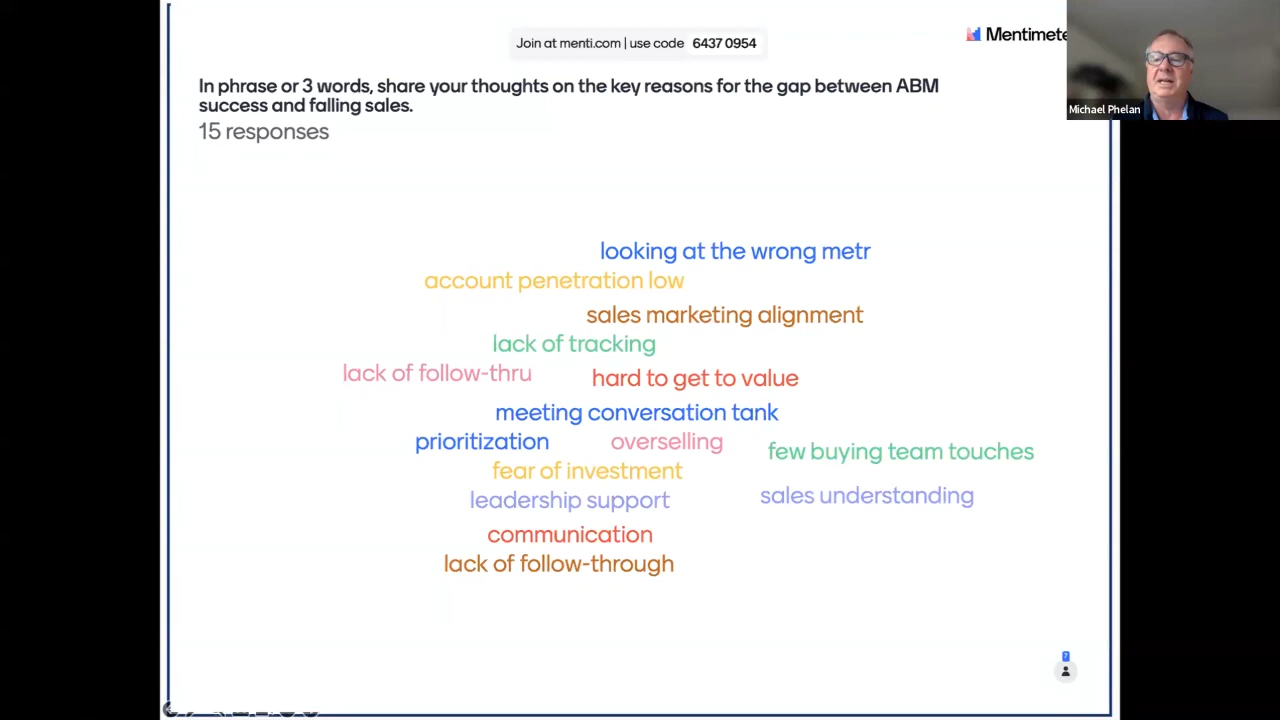 Join at menti.com | use code 6437 0954
Mentimete
Michael Phelan
In phrase or 3 words, share your thoughts on the key reasons for the gap between ABM
success and falling sales.
15 responses
looking at the wrong metr
account penetration low
sales marketing alignment
lack of tracking
lack of follow-thru
hard to get to value
meeting conversation tank
prioritization
overselling
few buying team touches
fear of investment
leadership support
sales understanding
communication
lack of follow-through
7